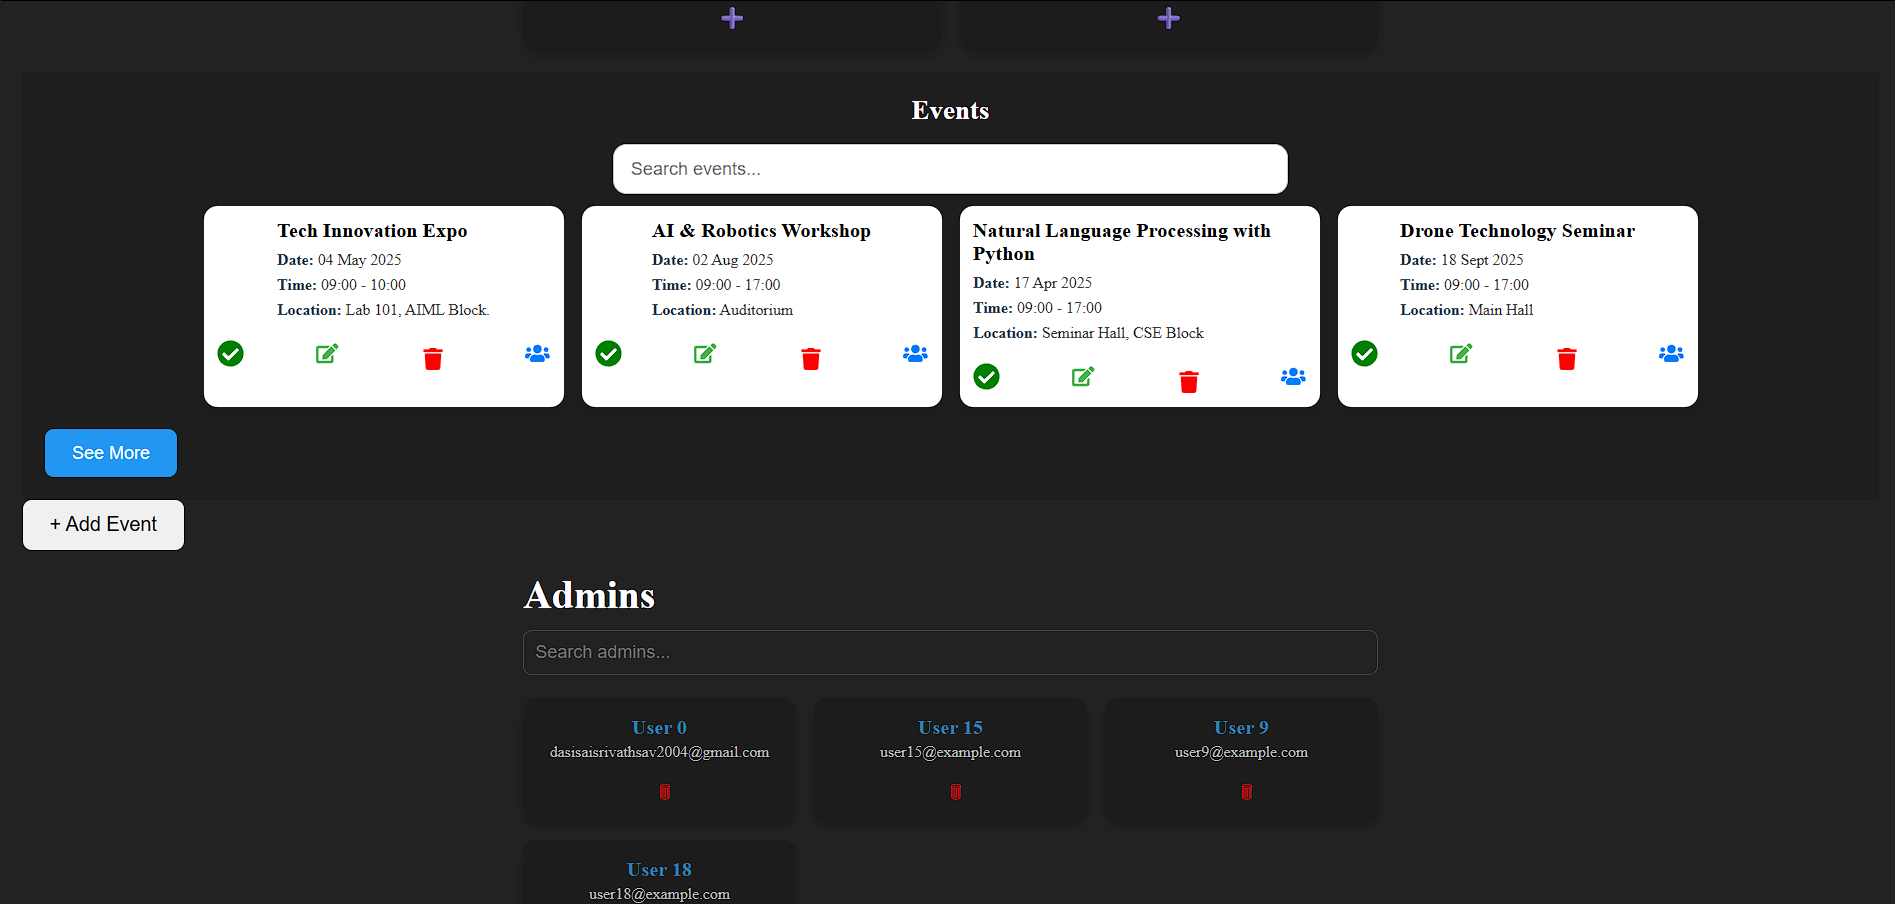 Events
Search events...
Tech Innovation Expo
Date: 04 May 2025
Time: 09:00 - 10:00
Location: Lab 101, AIML Block.
AI & Robotics Workshop
Date: 02 Aug 2025
Time: 09:00 - 17:00
Location: Auditorium
Natural Language Processing with
Python
Date: 17 Apr 2025
Time: 09:00 - 17:00
Location: Seminar Hall, CSE Block
Drone Technology Seminar
Date: 18 Sept 2025
Time: 09:00 - 17:00
Location: Main Hall
See More
+ Add Event
Admins
Search admins...
User 0
dasisaisrivathsav2004@gmail.com
User 15
user15@example.com
User 9
user9@example.com
User 18
user18@example.com